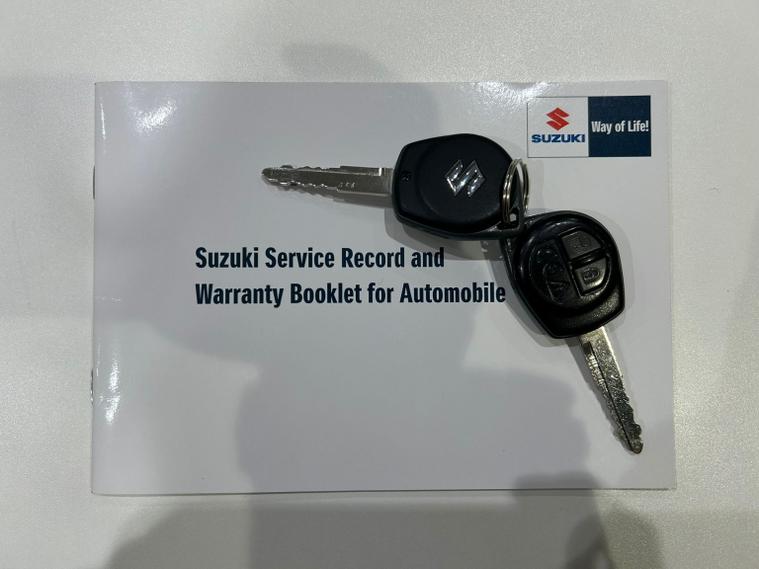 SUZUKI
Way of Life!
Suzuki Service Record and
Warranty Booklet for Automobile